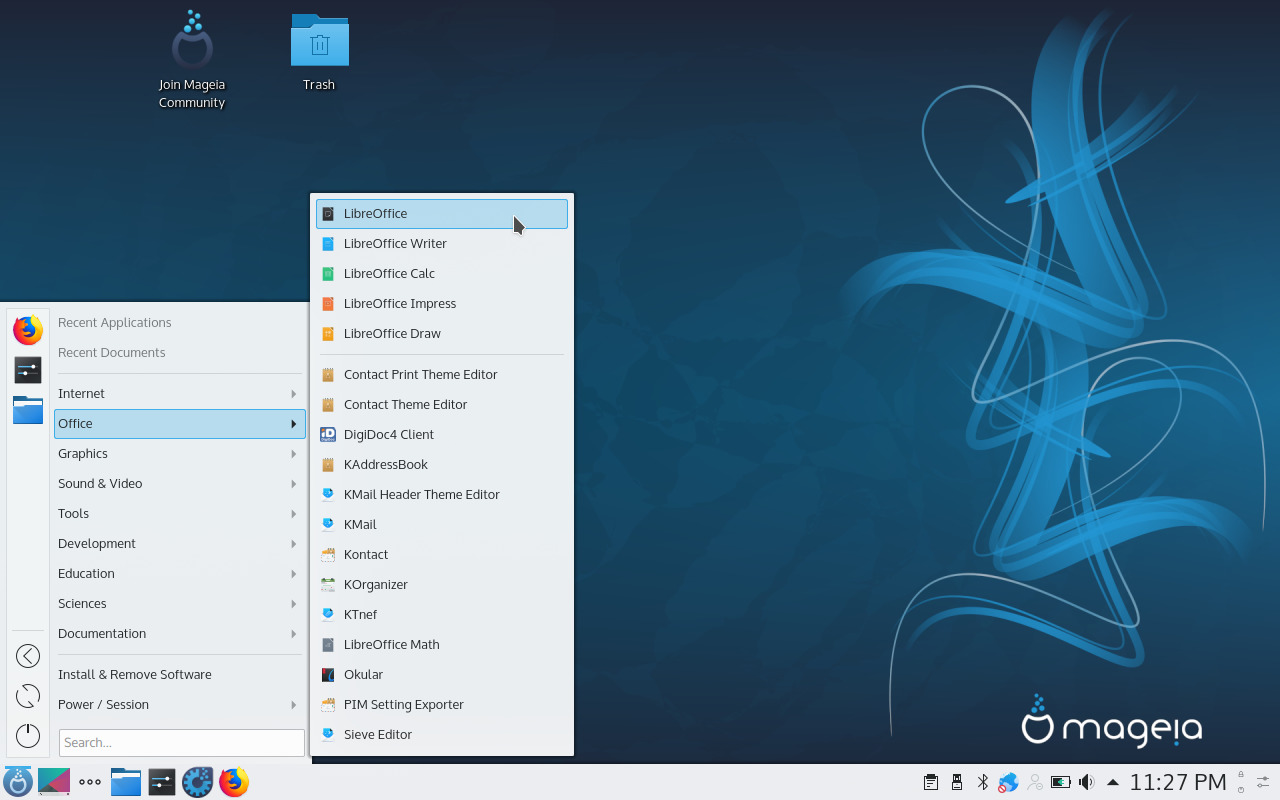 Join Mageia
Community
Trash
LibreOffice
LibreOffice Writer
LibreOffice Calc
LibreOffice Impress
LibreOffice Draw
Contact Print Theme Editor
Contact Theme Editor
DigiDoc4 Client
KAddressBook
KMail Header Theme Editor
KMail
Kontact
KOrganizer
KTnef
LibreOffice Math
Okular
PIM Setting Exporter
Sieve Editor
Recent Applications
Recent Documents
Internet
Office
Graphics
Sound & Video
Tools
Development
Education
Sciences
Documentation
Install & Remove Software
Power / Session
Search...
mageia
11:27 PM